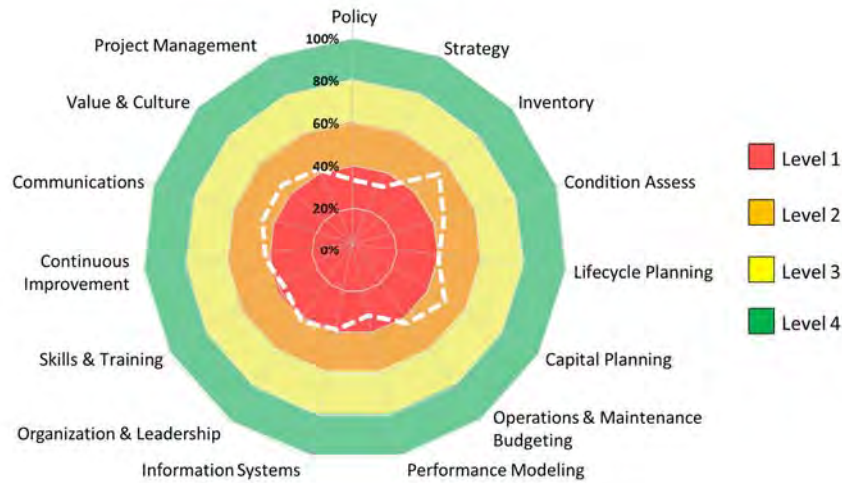 Policy
100%
Project Management
Strategy
80%
Value & Culture
Inventory
60%
Level 1
40%
Communications
Condition Assess
Level 2
20%
0%
Continuous
Improvement
Lifecycle Planning
Level 3
Level 4
Skills & Training
Capital Planning
Organization & Leadership
Operations & Maintenance
Budgeting
Information Systems
Performance Modeling